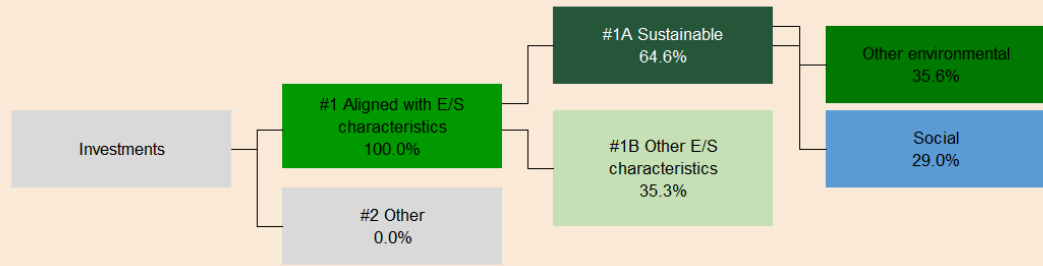 Investments
#1 Aligned with E/S
characteristics
100.0%
#2 Other
0.0%
#1A Sustainable
64.6%
#1B Other E/S
characteristics
35.3%
Other environmental
35.6%
Social
29.0%